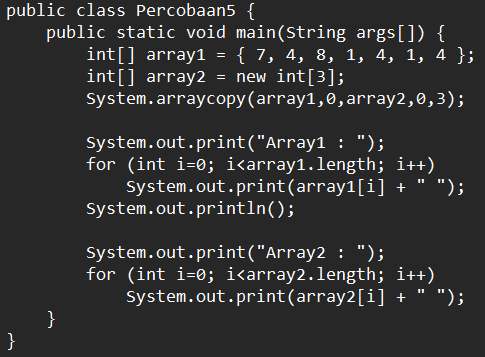 public class Percobaan5 {
    public static void main(String args[]) {
        int[] array1 = { 7, 4, 8, 1, 4, 1, 4 };
        int[] array2 = new int[3];
        System.arraycopy(array1,0,array2,0,3);

        System.out.print("Array1 : ");
        for (int i=0; i<array1.length; i++)
            System.out.print(array1[i] + " ");
        System.out.println();

        System.out.print("Array2 : ");
        for (int i=0; i<array2.length; i++)
            System.out.print(array2[i] + " ");
    }
}